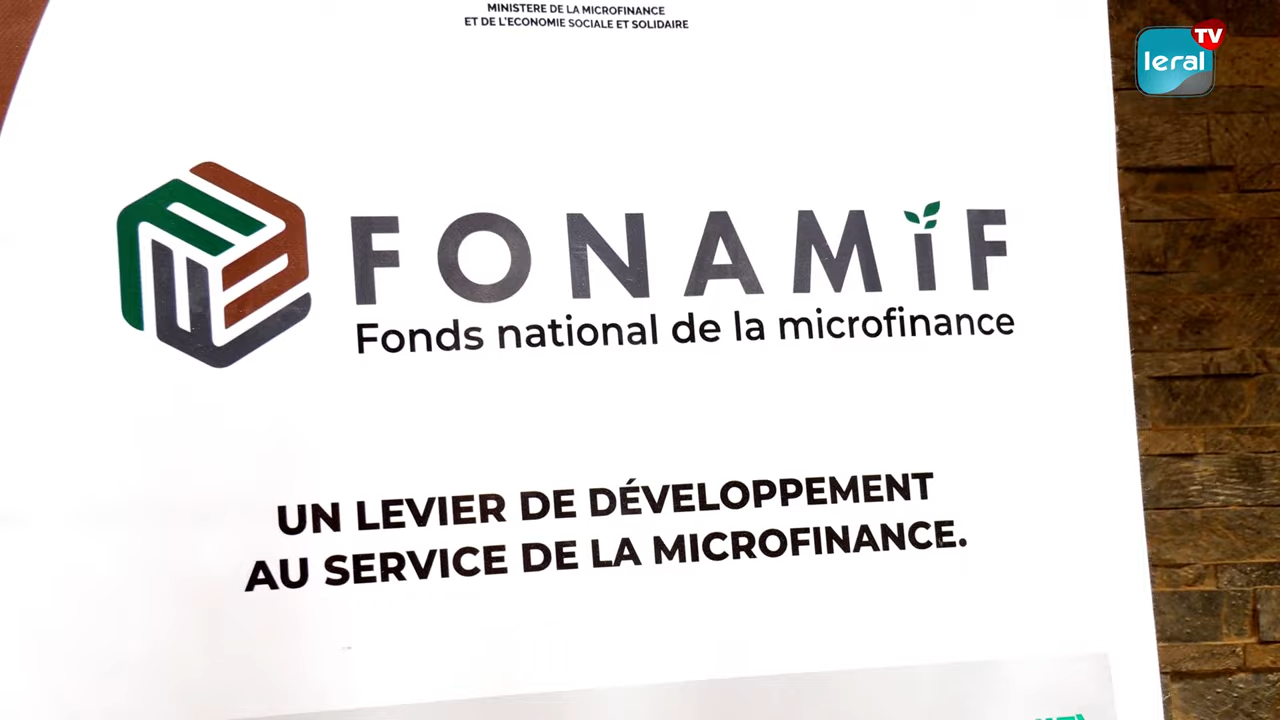 MINISTERE DE LA MICROFINANCE
ET DE L'ECONOMIE SOCIALE ET SOLIDAIRE
leral TV
FONAMiF
Fonds national de la microfinance
UN LEVIER DE DÉVELOPPEMENT
AU SERVICE DE LA MICROFINANCE.